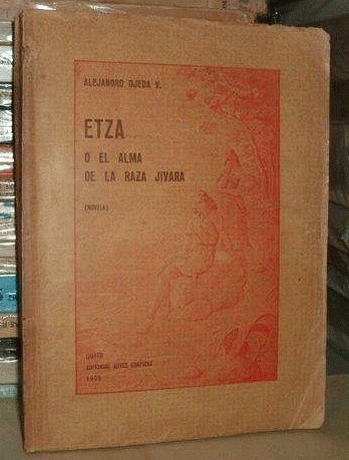 ALEJANDRO OJEDA V.
ETZA
O EL ALMA
DE LA RAZA JIVARA
(NOVELA)
QUITO
EDITORIAL ARTES GRAFICAS